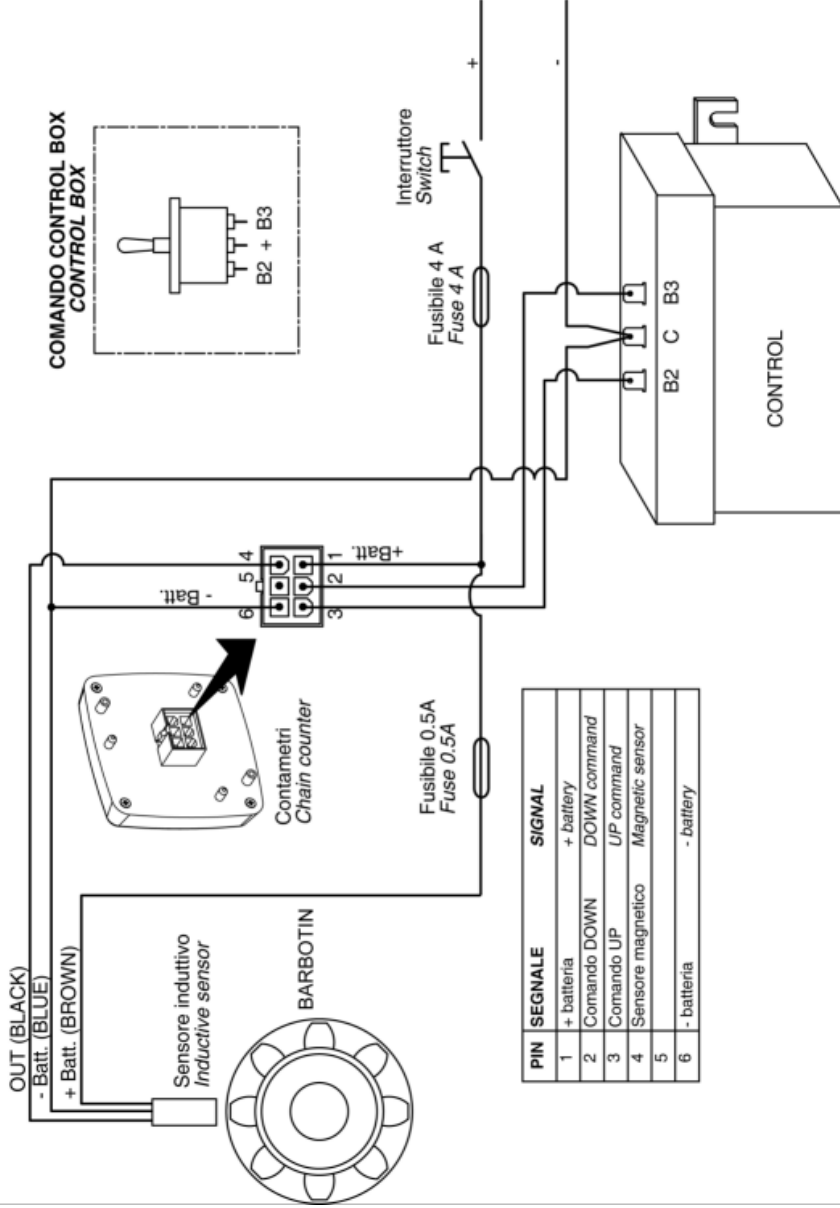 OUT (BLACK)
- Batt. (BLUE)
+ Batt. (BROWN)
Sensore induttivo
Inductive sensor
BARBOTIN
Contametri
Chain counter
- Batt.
+Batt.
6
5
4
3
2
1
COMANDO CONTROL BOX
CONTROL BOX
B2 + B3
Fusibile 0.5A
Fuse 0.5A
Fusibile 4 A
Fuse 4 A
Interruttore
Switch
+
-
B2
C
B3
CONTROL
PIN SEGNALE SIGNAL
1 + batteria + battery
2 Comando DOWN DOWN command
3 Comando UP UP command
4 Sensore magnetico Magnetic sensor
5
6 - batteria - battery